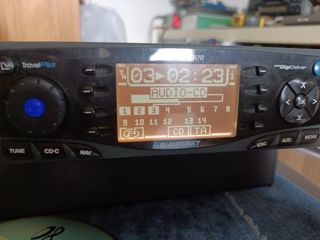 TravelPilot
R70
DigiCeiver
03►02:23
AUDIO-CD
1 2 3 4 5 6 7 8
9 10 11 12 13 14
CD TA
BLAUPUNKT
TUNE CD-C NAV ESC AUD MENU